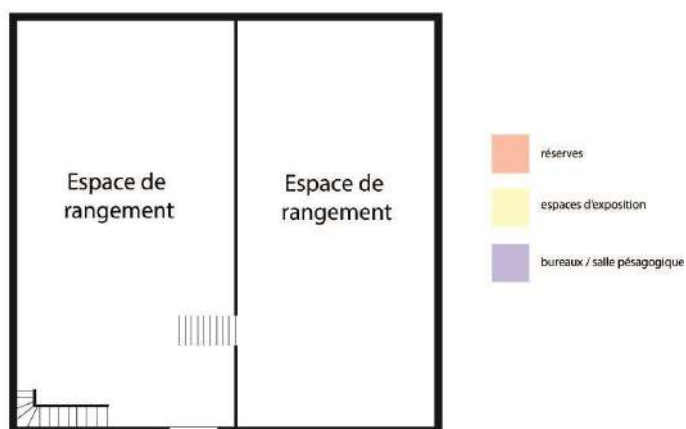 Espace de
rangement
Espace de
rangement
réserves
espaces d'exposition
bureaux / salle pésagogique